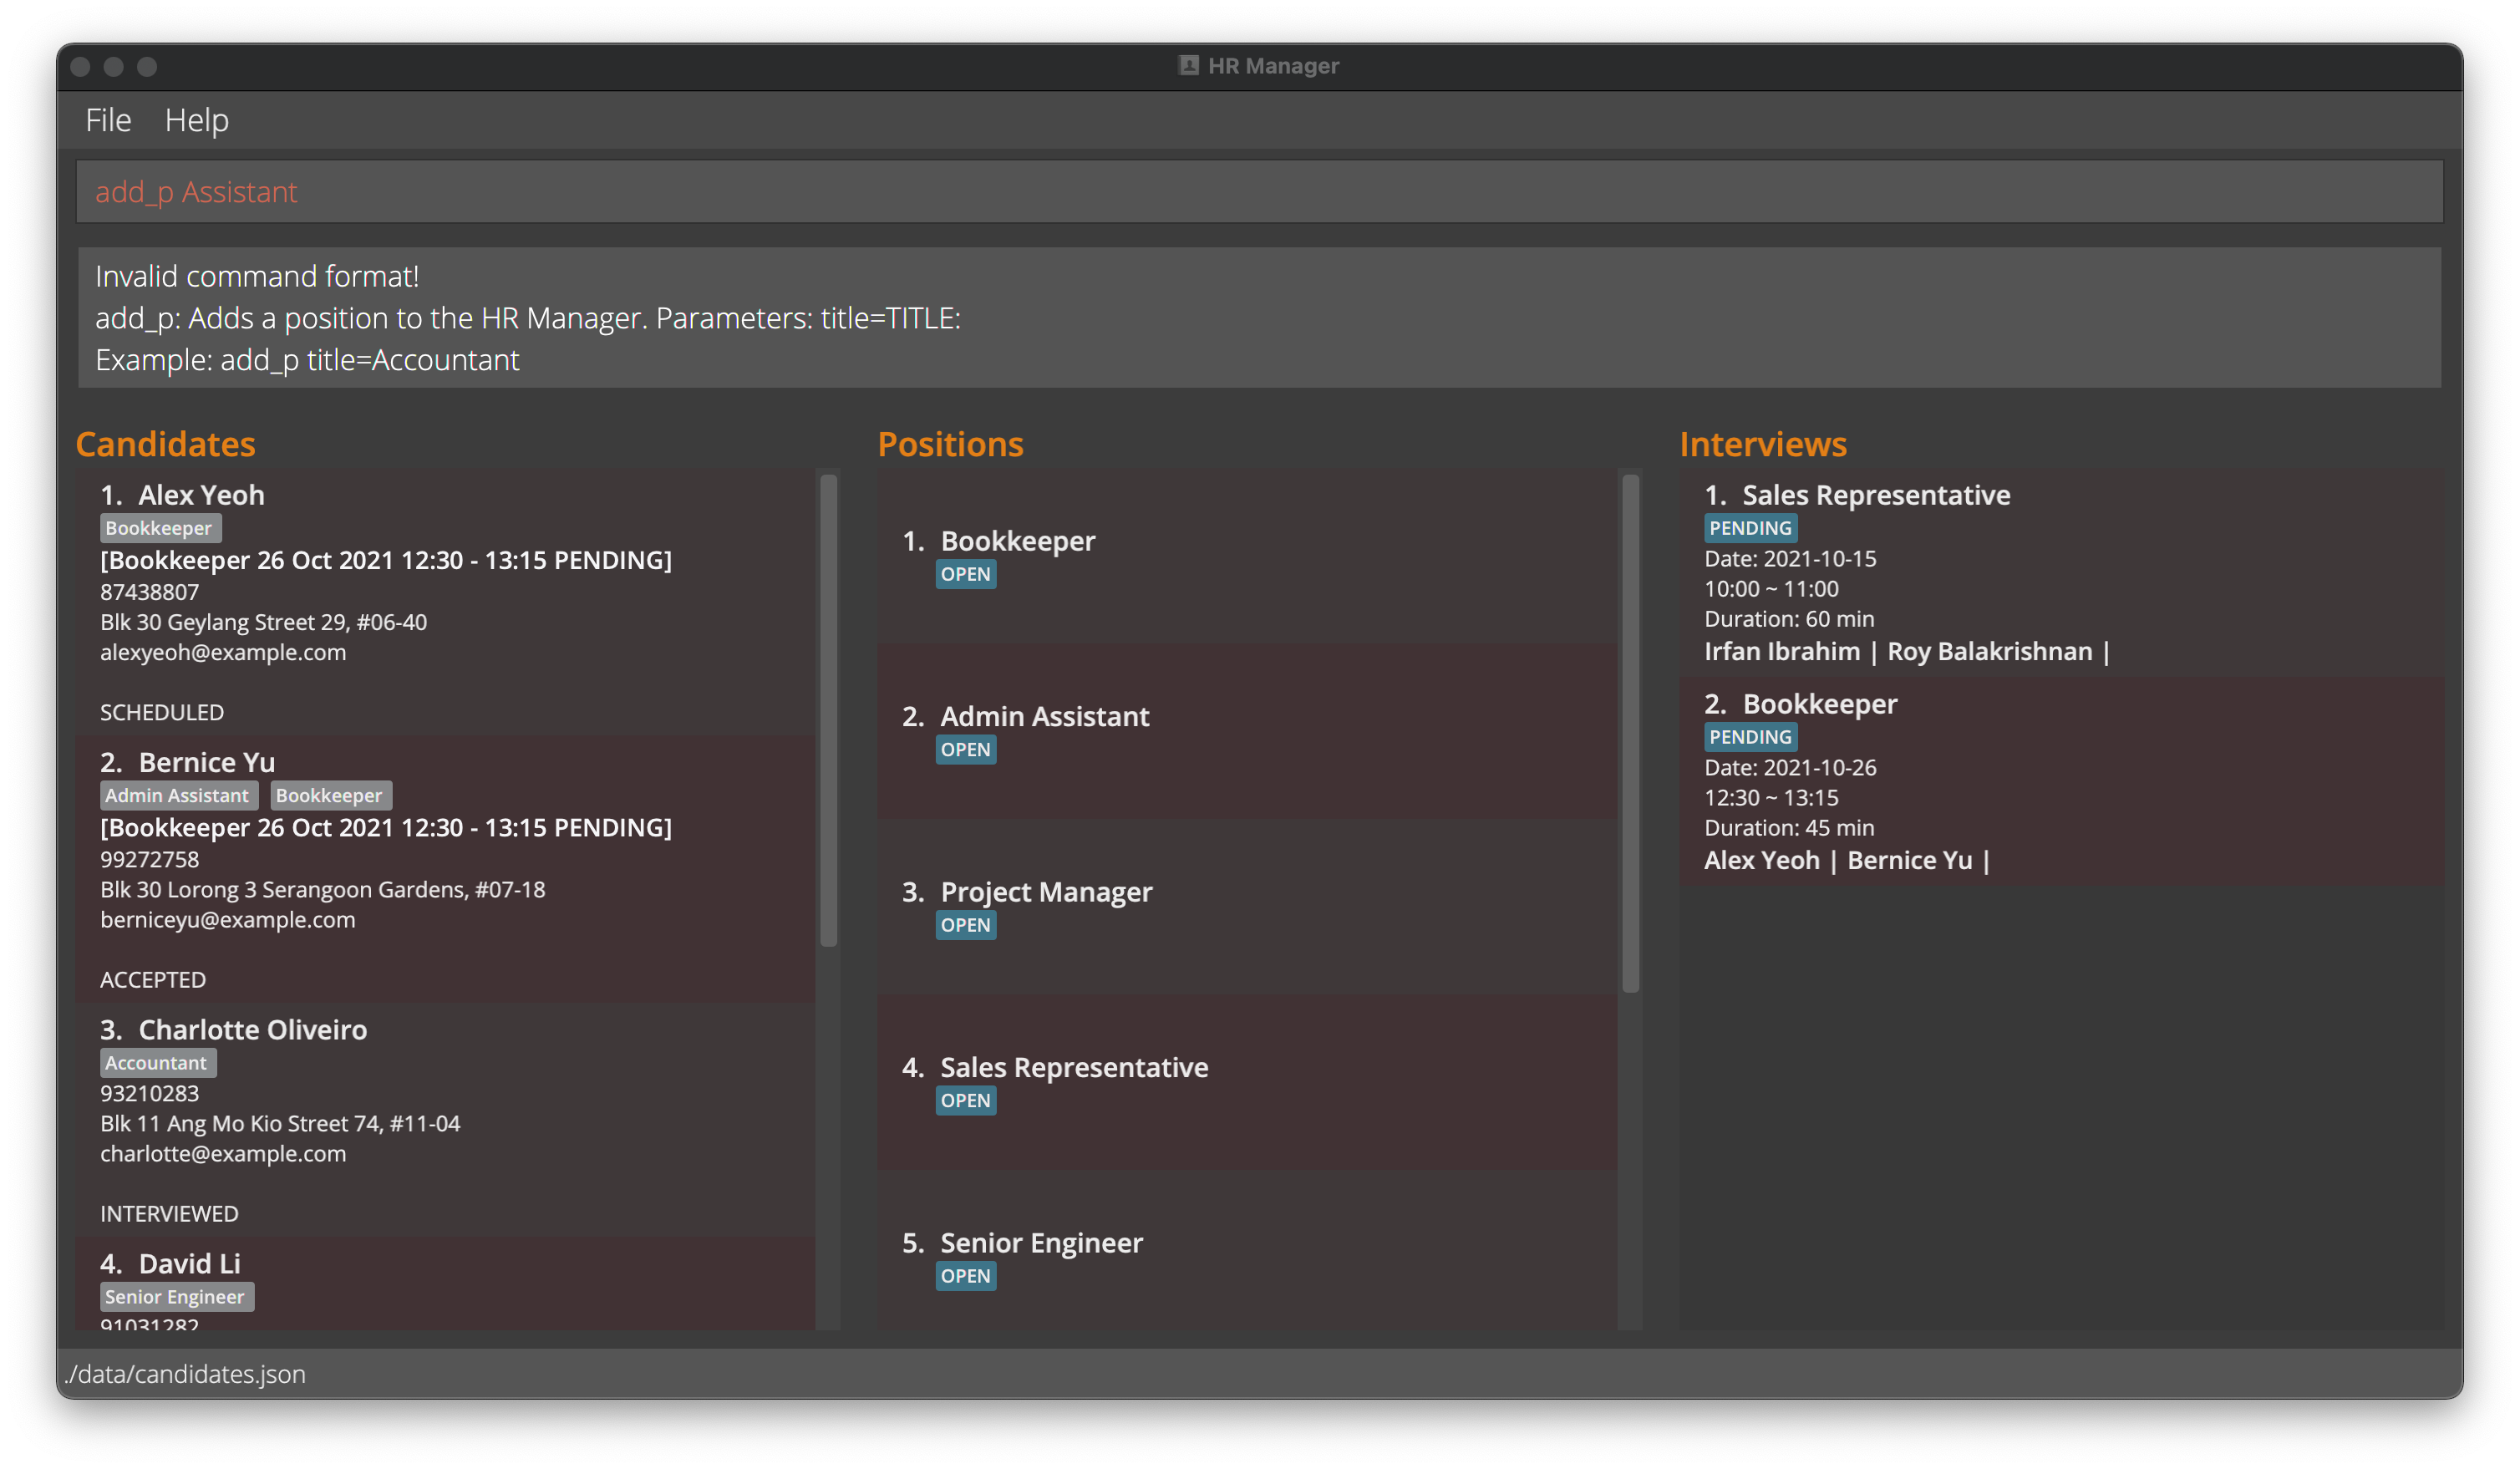 HR Manager
File Help
add_p Assistant
Invalid command format!
add_p: Adds a position to the HR Manager. Parameters: title=TITLE:
Example: add_p title=Accountant
Candidates
1. Alex Yeoh
Bookkeeper
[Bookkeeper 26 Oct 2021 12:30 - 13:15 PENDING]
87438807
Blk 30 Geylang Street 29, #06-40
alexyeoh@example.com
SCHEDULED
2. Bernice Yu
Admin Assistant Bookkeeper
[Bookkeeper 26 Oct 2021 12:30 - 13:15 PENDING]
99272758
Blk 30 Lorong 3 Serangoon Gardens, #07-18
berniceyu@example.com
ACCEPTED
3. Charlotte Oliveiro
Accountant
93210283
Blk 11 Ang Mo Kio Street 74, #11-04
charlotte@example.com
INTERVIEWED
4. David Li
Senior Engineer
91031282
Positions
1. Bookkeeper
OPEN
2. Admin Assistant
OPEN
3. Project Manager
OPEN
4. Sales Representative
OPEN
5. Senior Engineer
OPEN
Interviews
1. Sales Representative
PENDING
Date: 2021-10-15
10:00 ~ 11:00
Duration: 60 min
Irfan Ibrahim | Roy Balakrishnan |
2. Bookkeeper
PENDING
Date: 2021-10-26
12:30 ~ 13:15
Duration: 45 min
Alex Yeoh | Bernice Yu |
./data/candidates.json